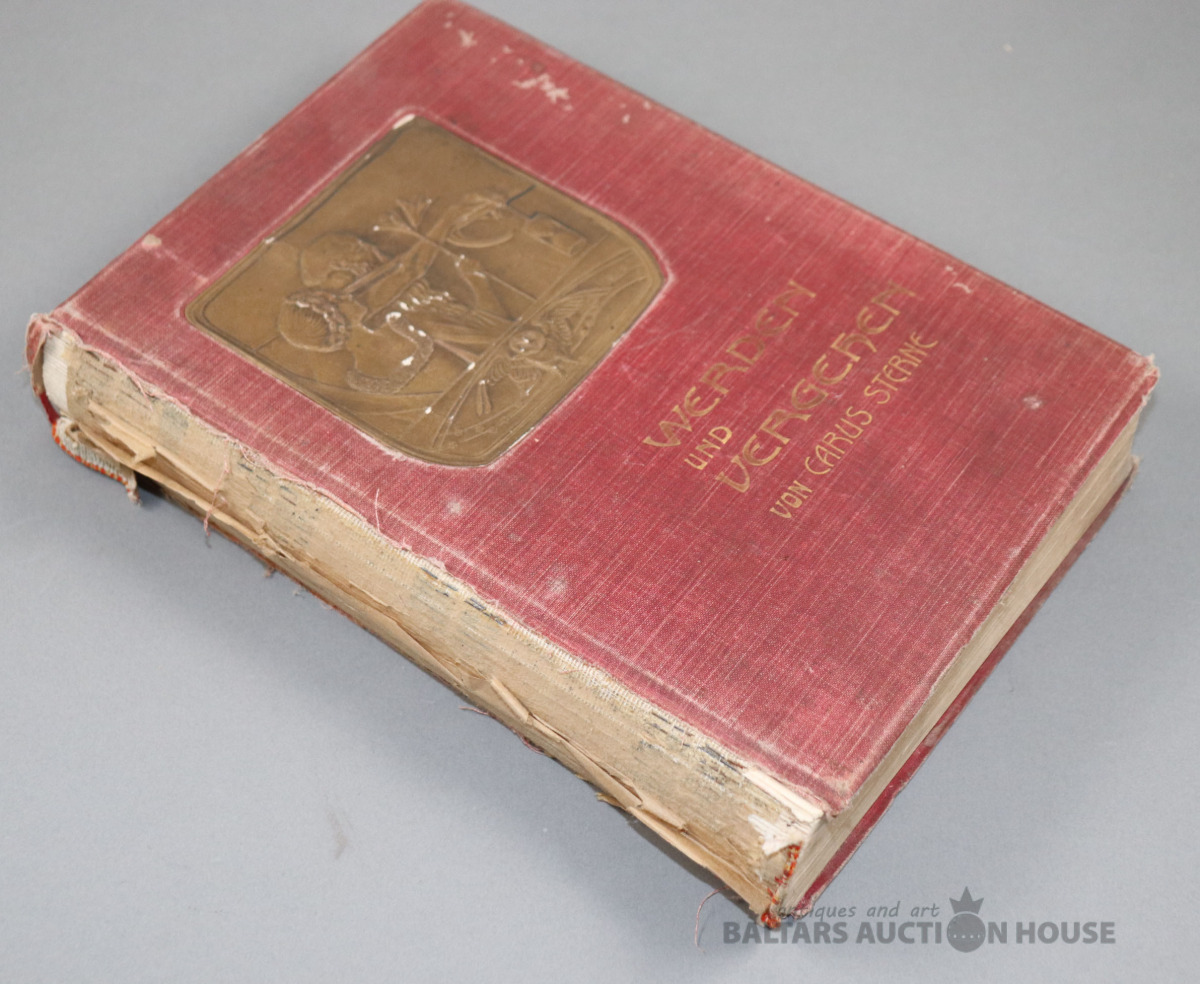 WERDEN
UND
VERGEHEN
VON CARUS STERNE
antiques and art
BALTARS AUCTION HOUSE